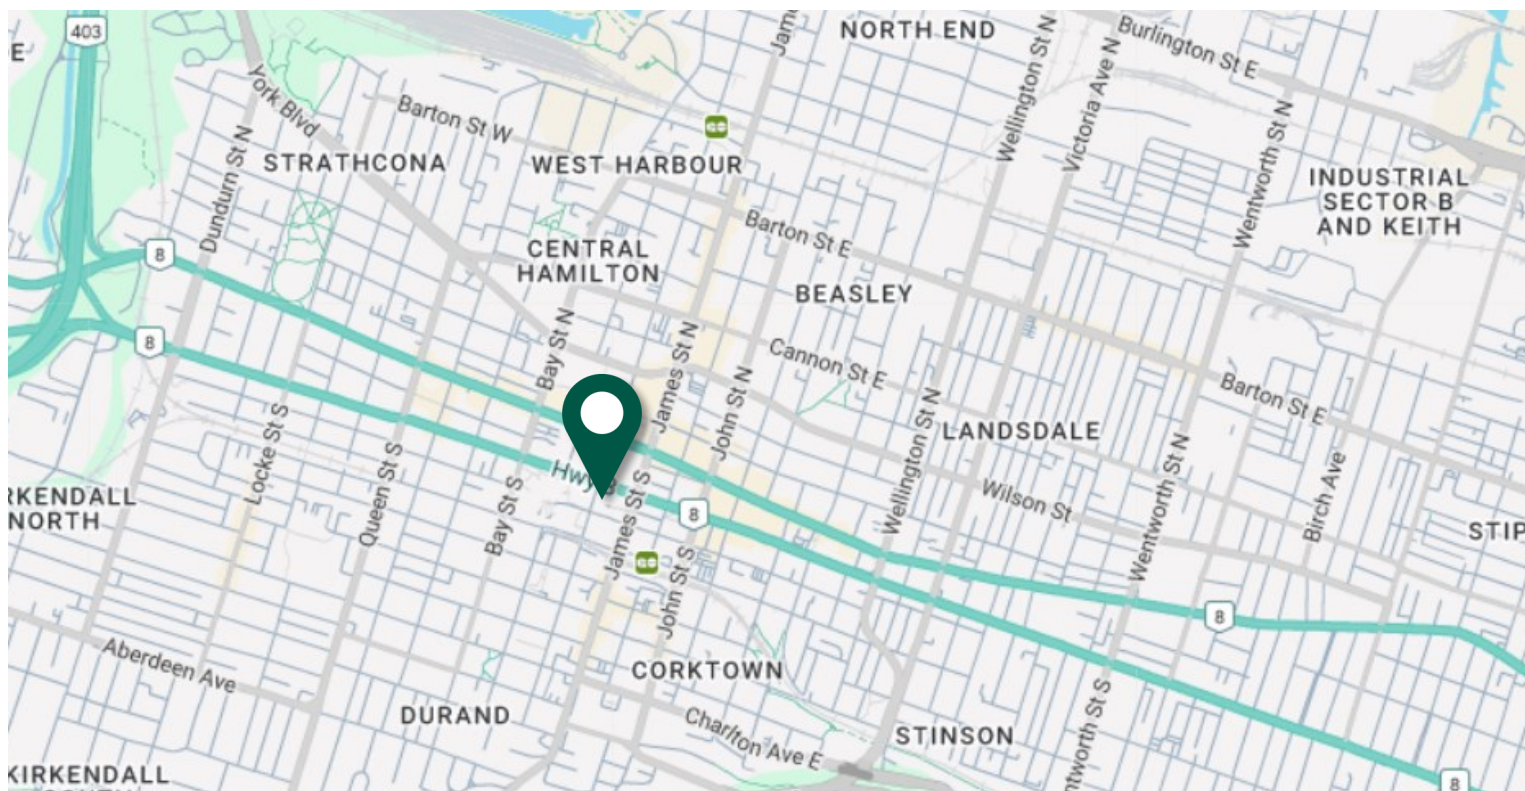 403
NORTH END
Burlington St E
York Blvd
Barton St W
Wellington St N
Victoria Ave N
Dundurn St N
STRATHCONA
WEST HARBOUR
Wentworth St N
INDUSTRIAL
SECTOR B
AND KEITH
8
CENTRAL
HAMILTON
Barton St E
BEASLEY
8
Bay St N
James St N
Cannon St E
John St N
Barton St E
LANDSDALE
Wellington St N
Locke St S
Queen St S
Hwy
NORTH
Bay St S
James St S
8
Wilson St
Wentworth St N
Birch Ave
GO
John St S
8
Aberdeen Ave
CORKTOWN
DURAND
Charlton Ave E
STINSON
KIRKENDALL
8
GO